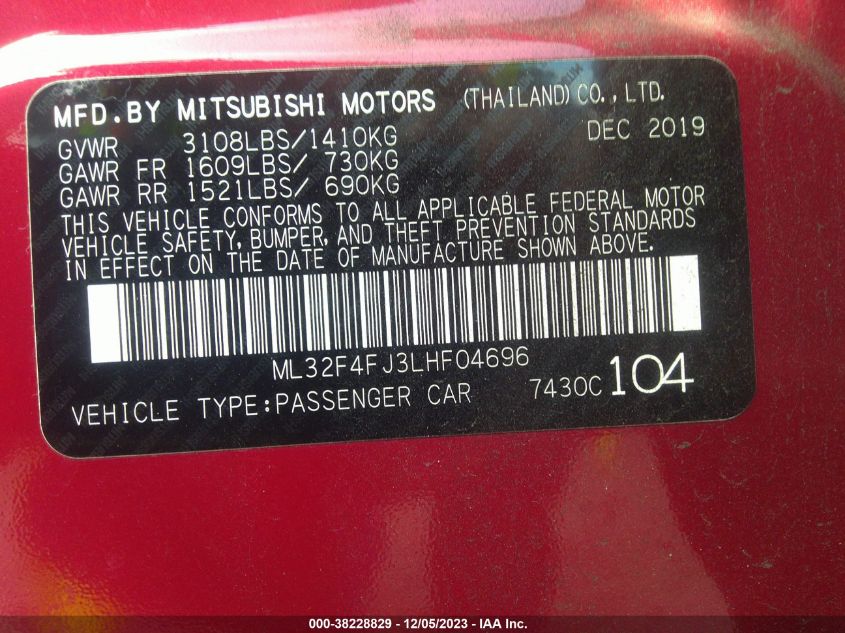 MFD.BY MITSUBISHI MOTORS (THAILAND) CO., LTD.
GVWR 3108LBS/1410KG DEC 2019
GAWR FR 1609LBS/ 730KG
GAWR RR 1521LBS/ 690KG
THIS VEHICLE CONFORMS TO ALL APPLICABLE FEDERAL MOTOR
VEHICLE SAFETY, BUMPER, AND THEFT PREVENTION STANDARDS
IN EFFECT ON THE DATE OF MANUFACTURE SHOWN ABOVE.
ML32F4FJ3LHF04696
VEHICLE TYPE:PASSENGER CAR 7430C 104
000-38228829 - 12/05/2023 - IAA Inc.